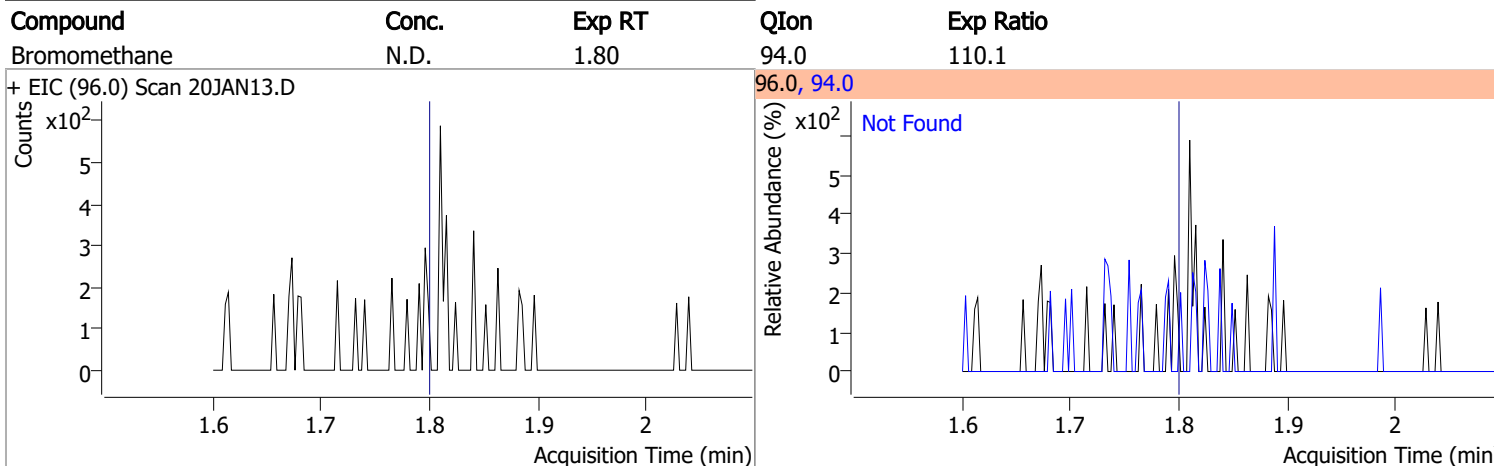 Compound Conc. Exp RT QIon Exp Ratio
Bromomethane N.D. 1.80 94.0 110.1
+ EIC (96.0) Scan 20JAN13.D
Counts
x10²
5
4
3
2
1
0
1.6 1.7 1.8 1.9 2
Acquisition Time (min)
96.0, 94.0
Relative Abundance (%)
x10²
Not Found
5
4
3
2
1
0
1.6 1.7 1.8 1.9 2
Acquisition Time (min